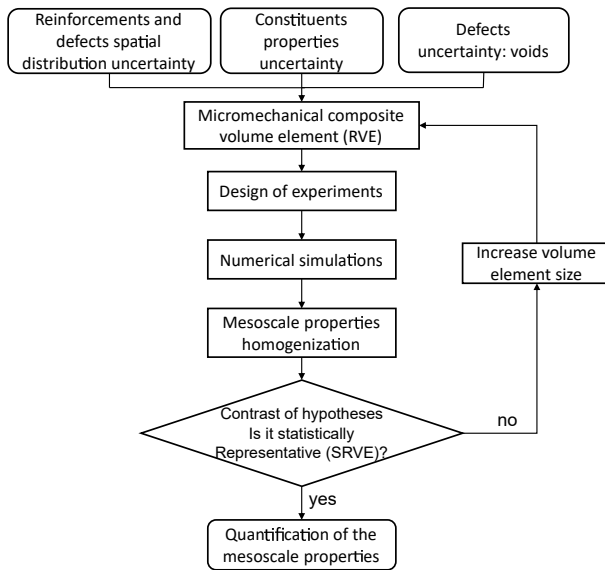 Reinforcements and
defects spatial
distribution uncertainty
Constituents
properties
uncertainty
Defects
uncertainty: voids
Micromechanical composite
volume element (RVE)
Design of experiments
Numerical simulations
Increase volume
element size
Mesoscale properties
homogenization
Contrast of hypotheses
Is it statistically
Representative (SRVE)?
no
yes
Quantification of the
mesoscale properties